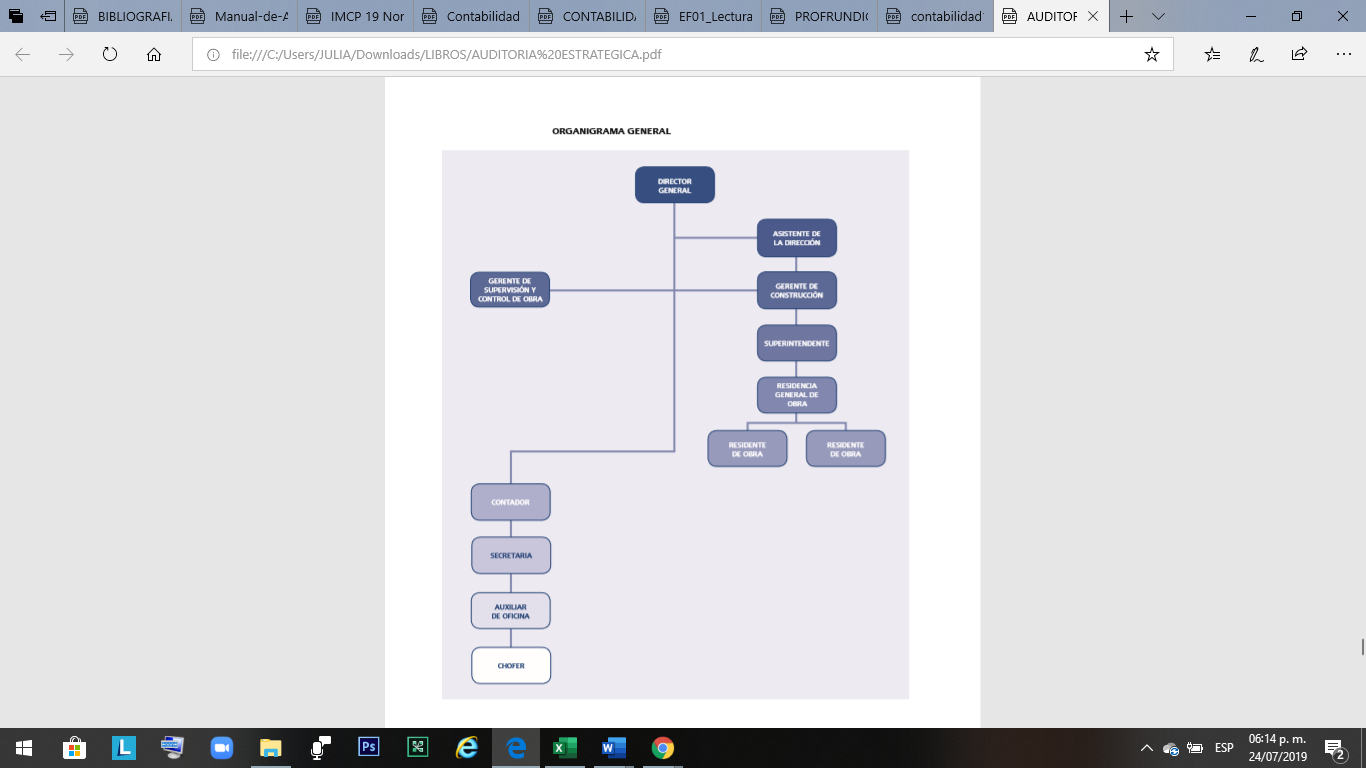 BIBLIOGRAFI
Manual-de-A
IMCP 19 Nor
Contabilidad
CONTABILIDA
EF01_Lectura
PROFRUNDIC
contabilidad
AUDITOF
file:///C:/Users/JULIA/Downloads/LIBROS/AUDITORIA%20ESTRATEGICA.pdf
ORGANIGRAMA GENERAL
DIRECTOR
GENERAL
ASISTENTE DE
LA DIRECCIÓN
GERENTE DE
SUPERVISIÓN Y
CONTROL DE OBRA
GERENTE DE
CONSTRUCCIÓN
SUPERINTENDENTE
RESIDENCIA
GENERAL DE
OBRA
RESIDENTE
DE OBRA
RESIDENTE
DE OBRA
CONTADOR
SECRETARIA
AUXILIAR
DE OFICINA
CHOFER
L
Ps
ESP
06:14 p. m.
24/07/2019
2